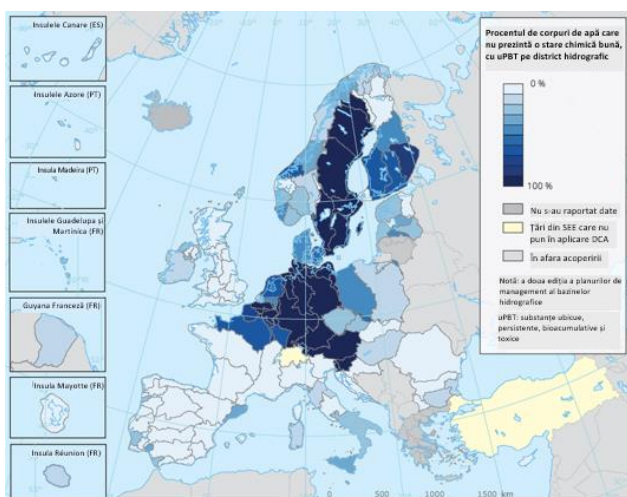 Insulele Canare (ES)
Insulele Azore (PT)
Insula Madeira (PT)
Insulele Guadelupa și
Martinica (FR)
Guyana Franceză (FR)
Insula Mayotte (FR)
Insula Réunion (FR)
Procentul de corpuri de apă care
nu prezintă o stare chimică bună,
cu uPBT pe district hidrografic
0 %
100 %
Nu s-au raportat date
Țări din SEE care nu
pun în aplicare DCA
În afara acoperirii
Notă: a doua ediția a planurilor de
management al bazinelor
hidrografice
uPBT: substanțe ubicue,
persistente, bioacumulative și
toxice
0 500 1000 1500 km